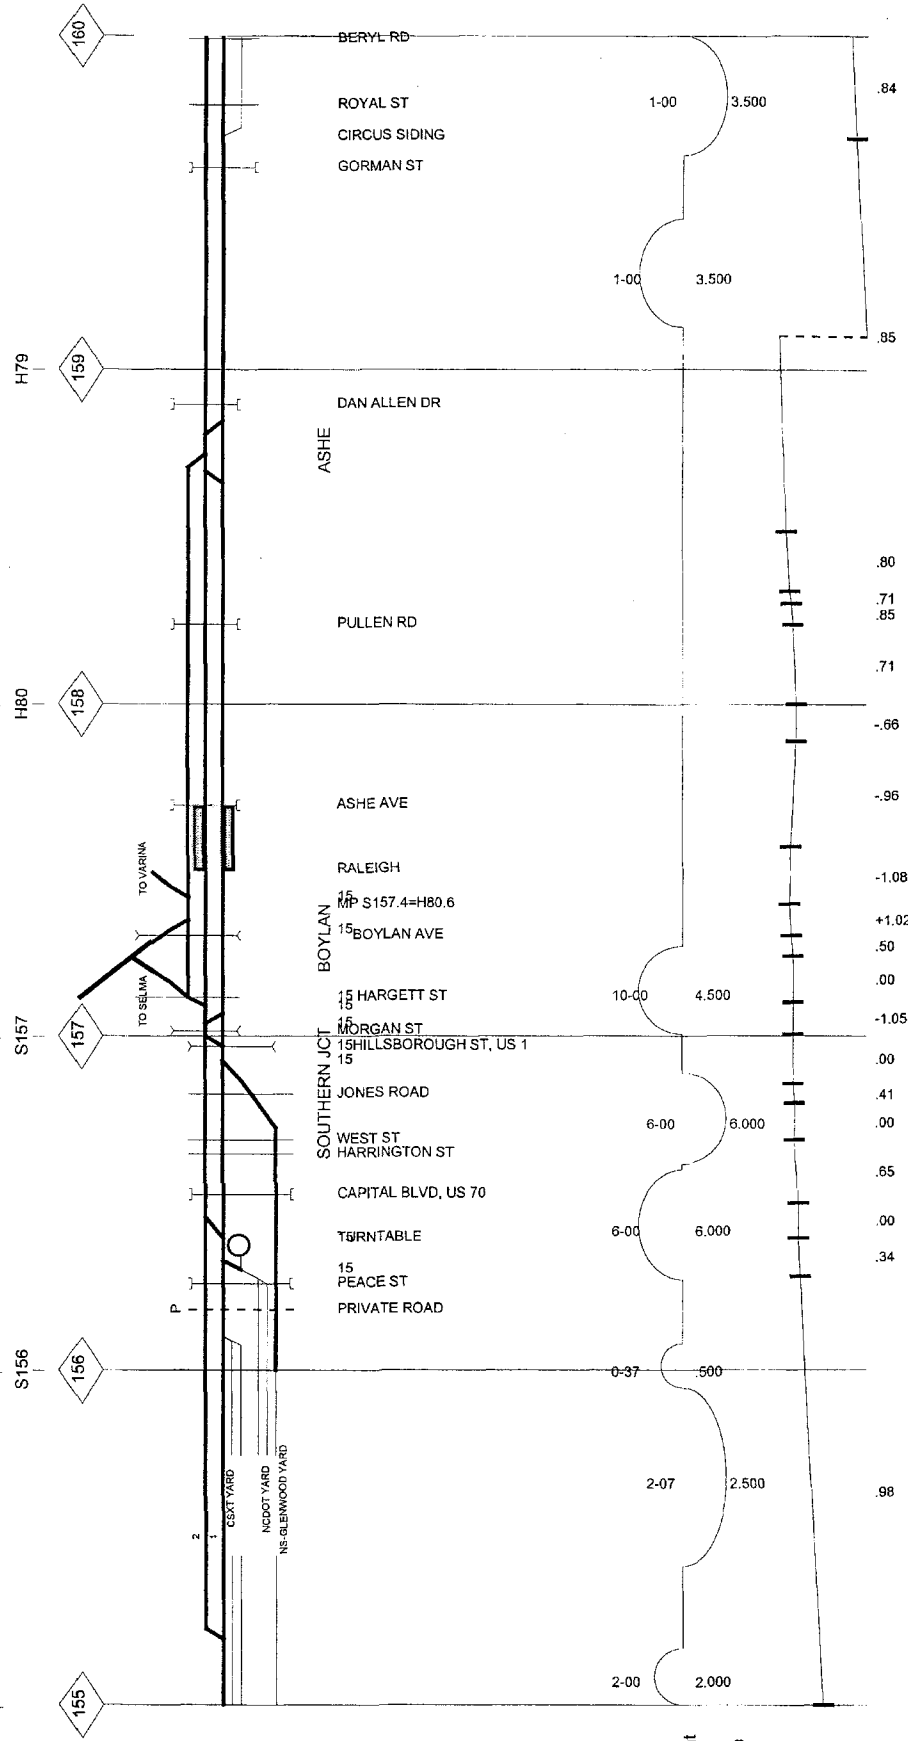 160
BERYL RD
.84
ROYAL ST
1-00
3.500
CIRCUS SIDING
GORMAN ST
1-00
3.500
.85
H79
159
DAN ALLEN DR
ASHE
.80
.71
.85
PULLEN RD
.71
H80
158
-.66
-.96
ASHE AVE
TO VARINA
RALEIGH
-1.08
15
MP S157.4=H80.6
+1.02
15 BOYLAN AVE
BOYLAN
.50
.00
TO SELMA
15 HARGETT ST
15
10-00
4.500
-1.05
S157
157
15
MORGAN ST
15 HILLSBOROUGH ST, US 1
15
.00
SOUTHERN JCT
JONES ROAD
.41
6-00
6.000
.00
WEST ST
HARRINGTON ST
.65
CAPITAL BLVD, US 70
.00
15
TURNTABLE
6-00
6.000
.34
15
PEACE ST
P
PRIVATE ROAD
S156
156
0-37
.500
CSXT YARD
NCDOT YARD
NS-GLENWOOD YARD
2-07
2.500
.98
2
1
2-00
2.000
155